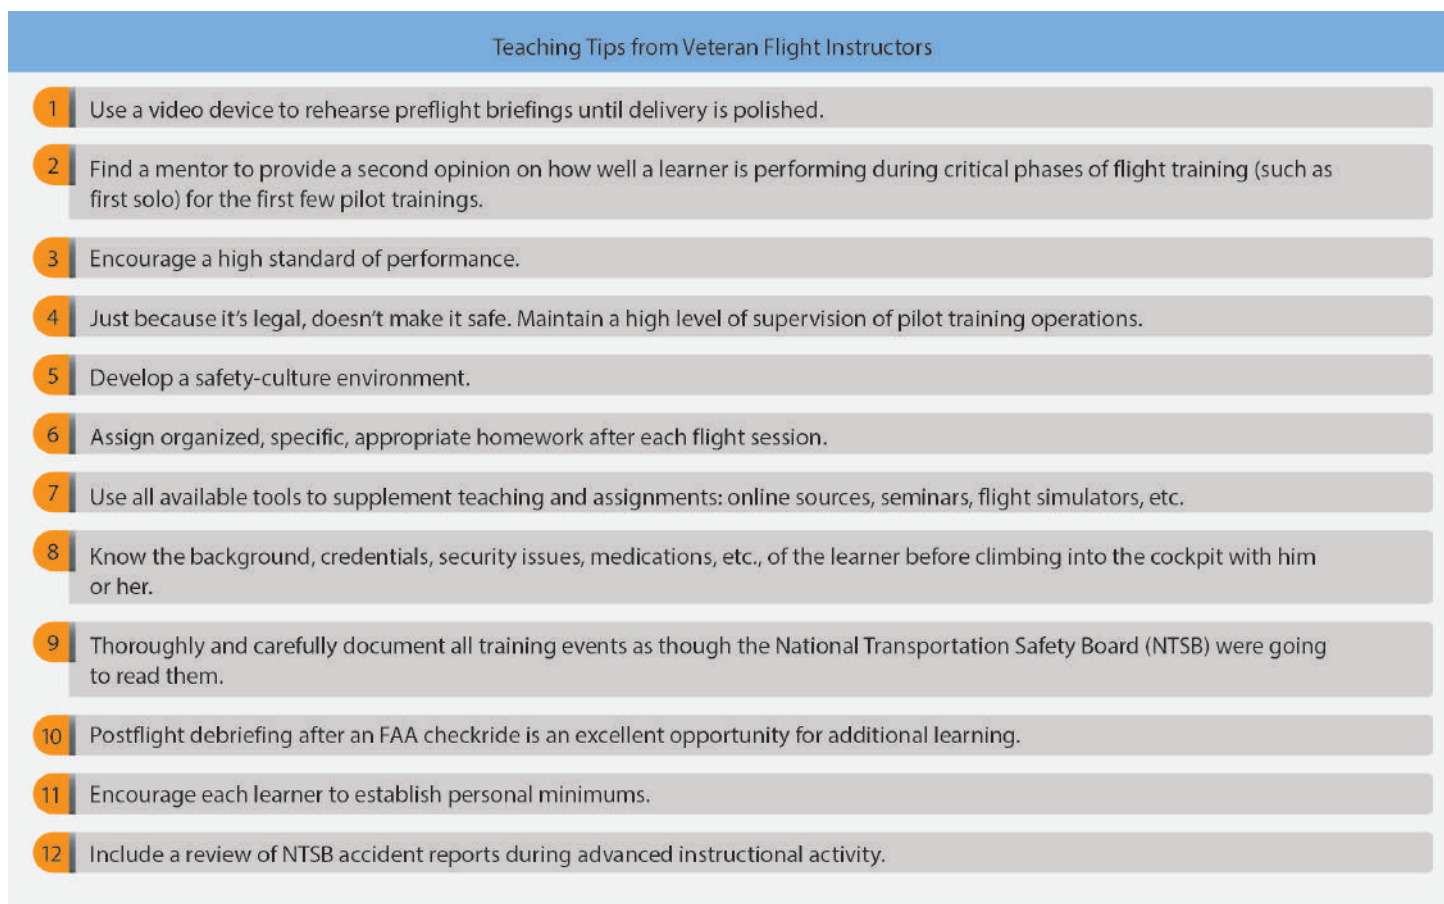 Teaching Tips from Veteran Flight Instructors
1 Use a video device to rehearse preflight briefings until delivery is polished.
2 Find a mentor to provide a second opinion on how well a learner is performing during critical phases of flight training (such as
first solo) for the first few pilot trainings.
3 Encourage a high standard of performance.
4 Just because it's legal, doesn't make it safe. Maintain a high level of supervision of pilot training operations.
5 Develop a safety-culture environment.
6 Assign organized, specific, appropriate homework after each flight session.
7 Use all available tools to supplement teaching and assignments: online sources, seminars, flight simulators, etc.
8 Know the background, credentials, security issues, medications, etc., of the learner before climbing into the cockpit with him
or her.
9 Thoroughly and carefully document all training events as though the National Transportation Safety Board (NTSB) were going
to read them.
10 Postflight debriefing after an FAA checkride is an excellent opportunity for additional learning.
11 Encourage each learner to establish personal minimums.
12 Include a review of NTSB accident reports during advanced instructional activity.